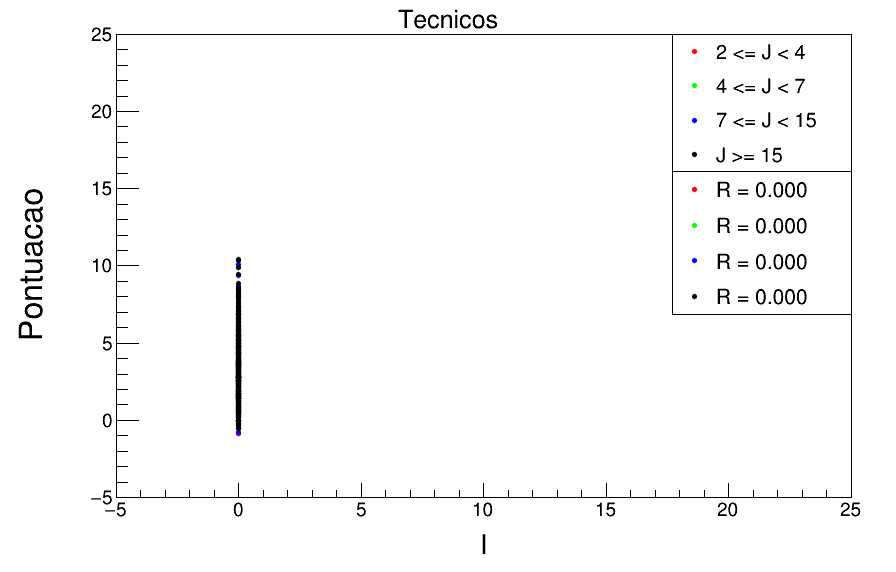 Tecnicos
25
20
15
10
5
0
−5
Pontuacao
2 <= J < 4
4 <= J < 7
7 <= J < 15
J >= 15
R = 0.000
R = 0.000
R = 0.000
R = 0.000
−5 0 5 10 15 20 25
I